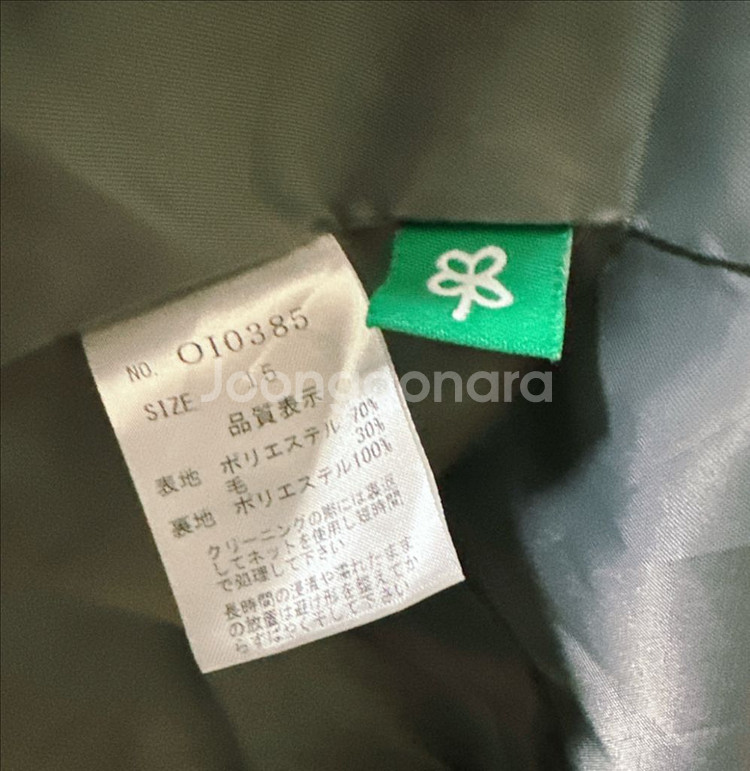 NO. OI0385
SIZE 15
品質表示
表地 ポリエステル 70%
毛 30%
裏地 ポリエステル100%
クリーニングの際には裏返
してネットを使用し短時間
で処理して下さい
長時間の浸漬や濡れたまま
の放置は避け形を整えてか
らすばやく干して下さい
Joongonara